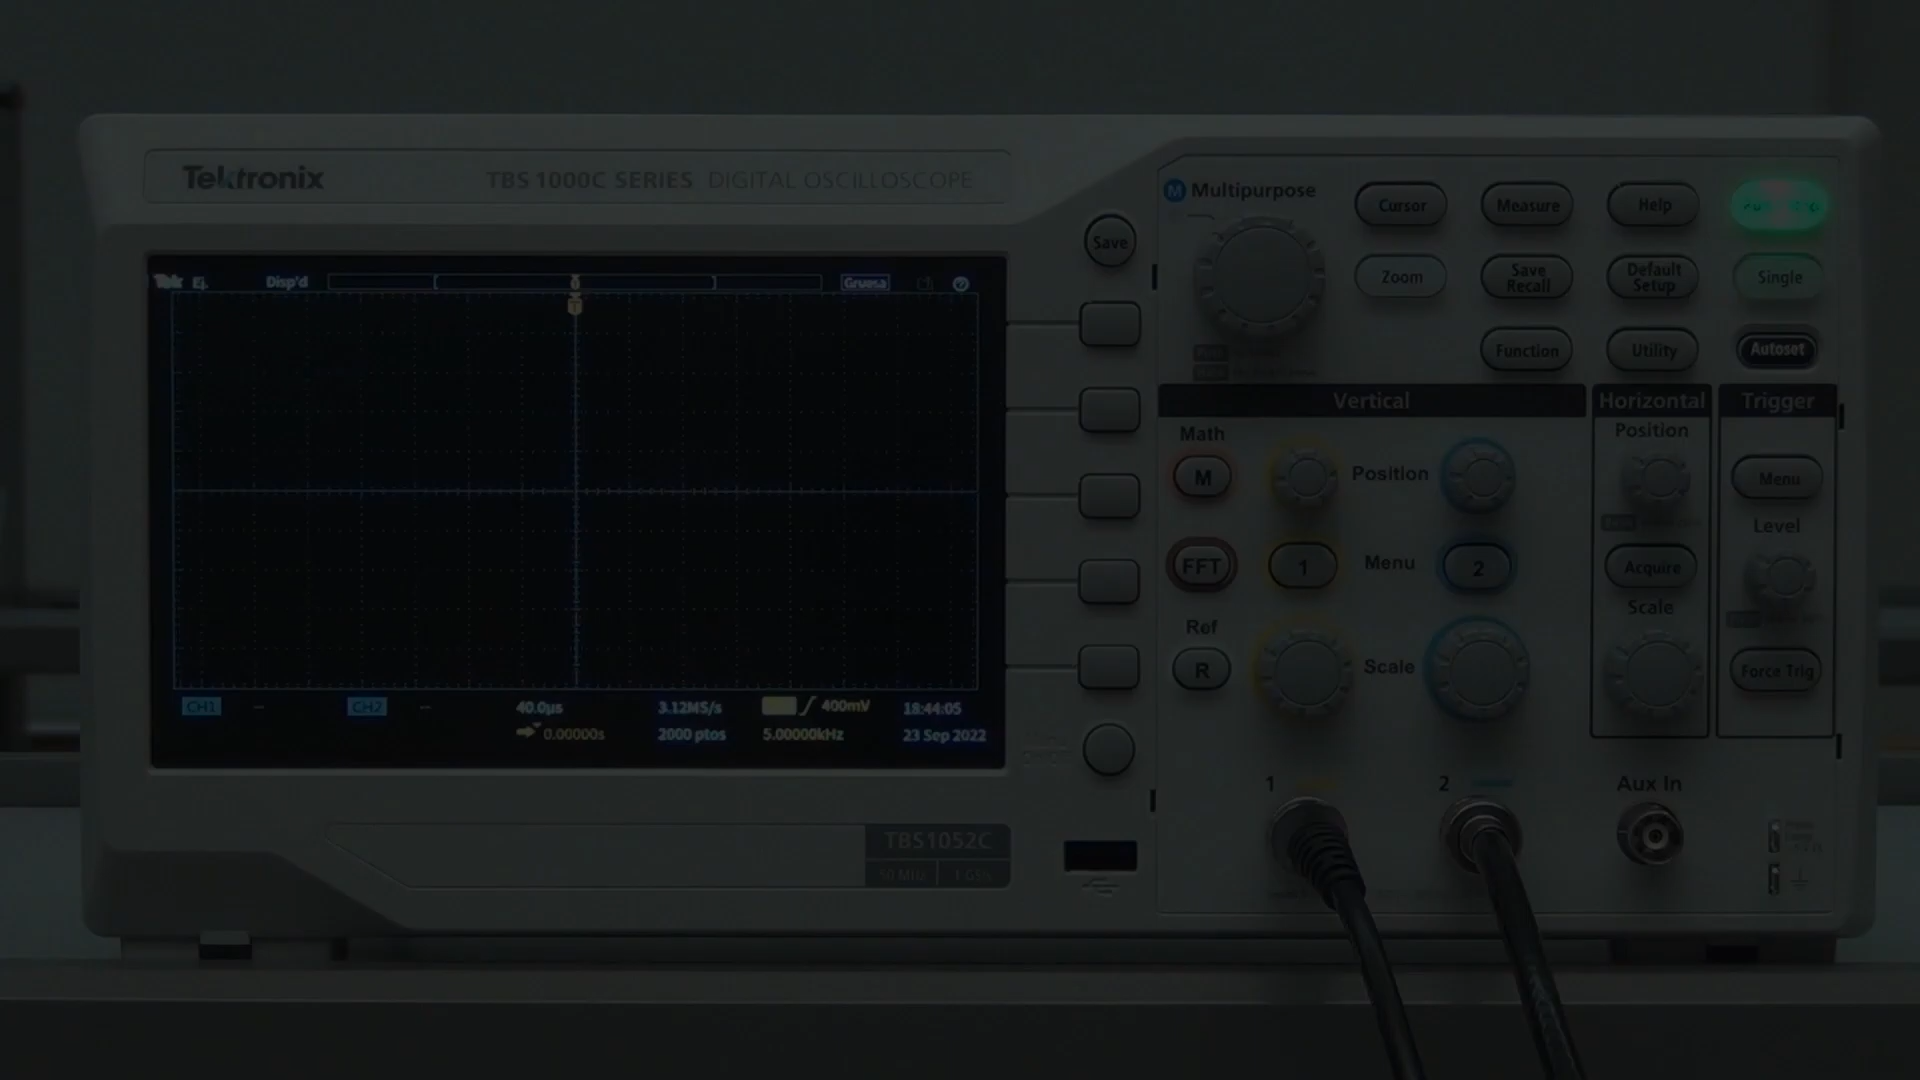 Tektronix
TBS 1000C SERIES DIGITAL OSCILLOSCOPE
Tek Ej. Disp'd Gruesa
T
CH1 -- CH2 -- 40.0µs 3.12MS/s 400mV 18:44:05
0.00000s 2000 ptos 5.00000kHz 23 Sep 2022
TBS1052C
50 MHz
Save
M Multipurpose
Cursor Measure Help
Zoom Save Recall Default Setup Single
Function Utility Autoset
Vertical
Math
M Position
FFT 1 Menu 2
Ref
R Scale
Horizontal
Position
Acquire
Scale
Trigger
Menu
Level
Force Trig
1 2 Aux In